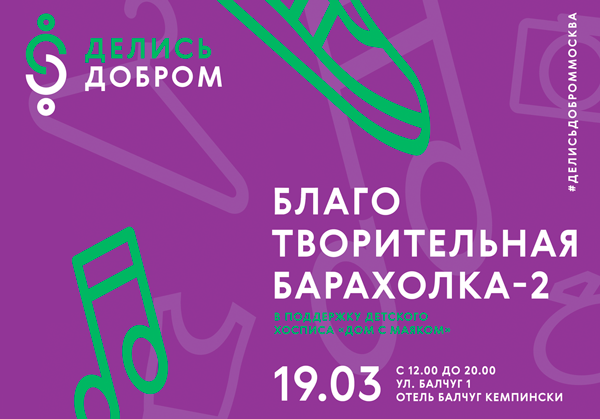 ДЕЛИСЬ
ДОБРОМ
#ДЕЛИСЬДОБРОММОСКВА
БЛАГО
ТВОРИТЕЛЬНАЯ
БАРАХОЛКА-2
В ПОДДЕРЖКУ ДЕТСКОГО
ХОСПИСА «ДОМ С МАЯКОМ»
19.03
С 12.00 ДО 20.00
УЛ. БАЛЧУГ 1
ОТЕЛЬ БАЛЧУГ КЕМПИНСКИ